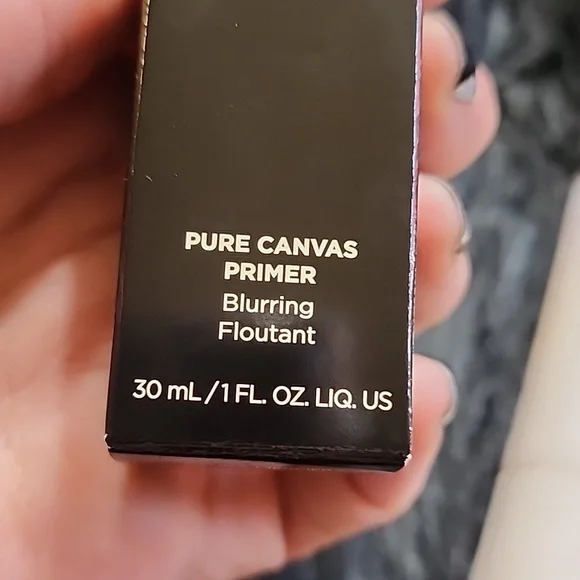 PURE CANVAS
PRIMER
Blurring
Floutant
30 mL / 1 FL. OZ. LIQ. US